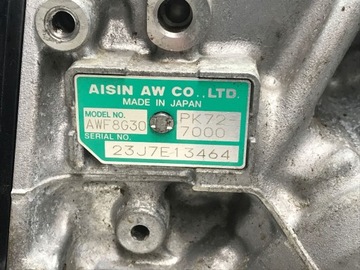 AISIN AW CO.,LTD.
MADE IN JAPAN
MODEL NO.
AWF8G30 PK72-
7000
SERIAL NO.
23J7E13464